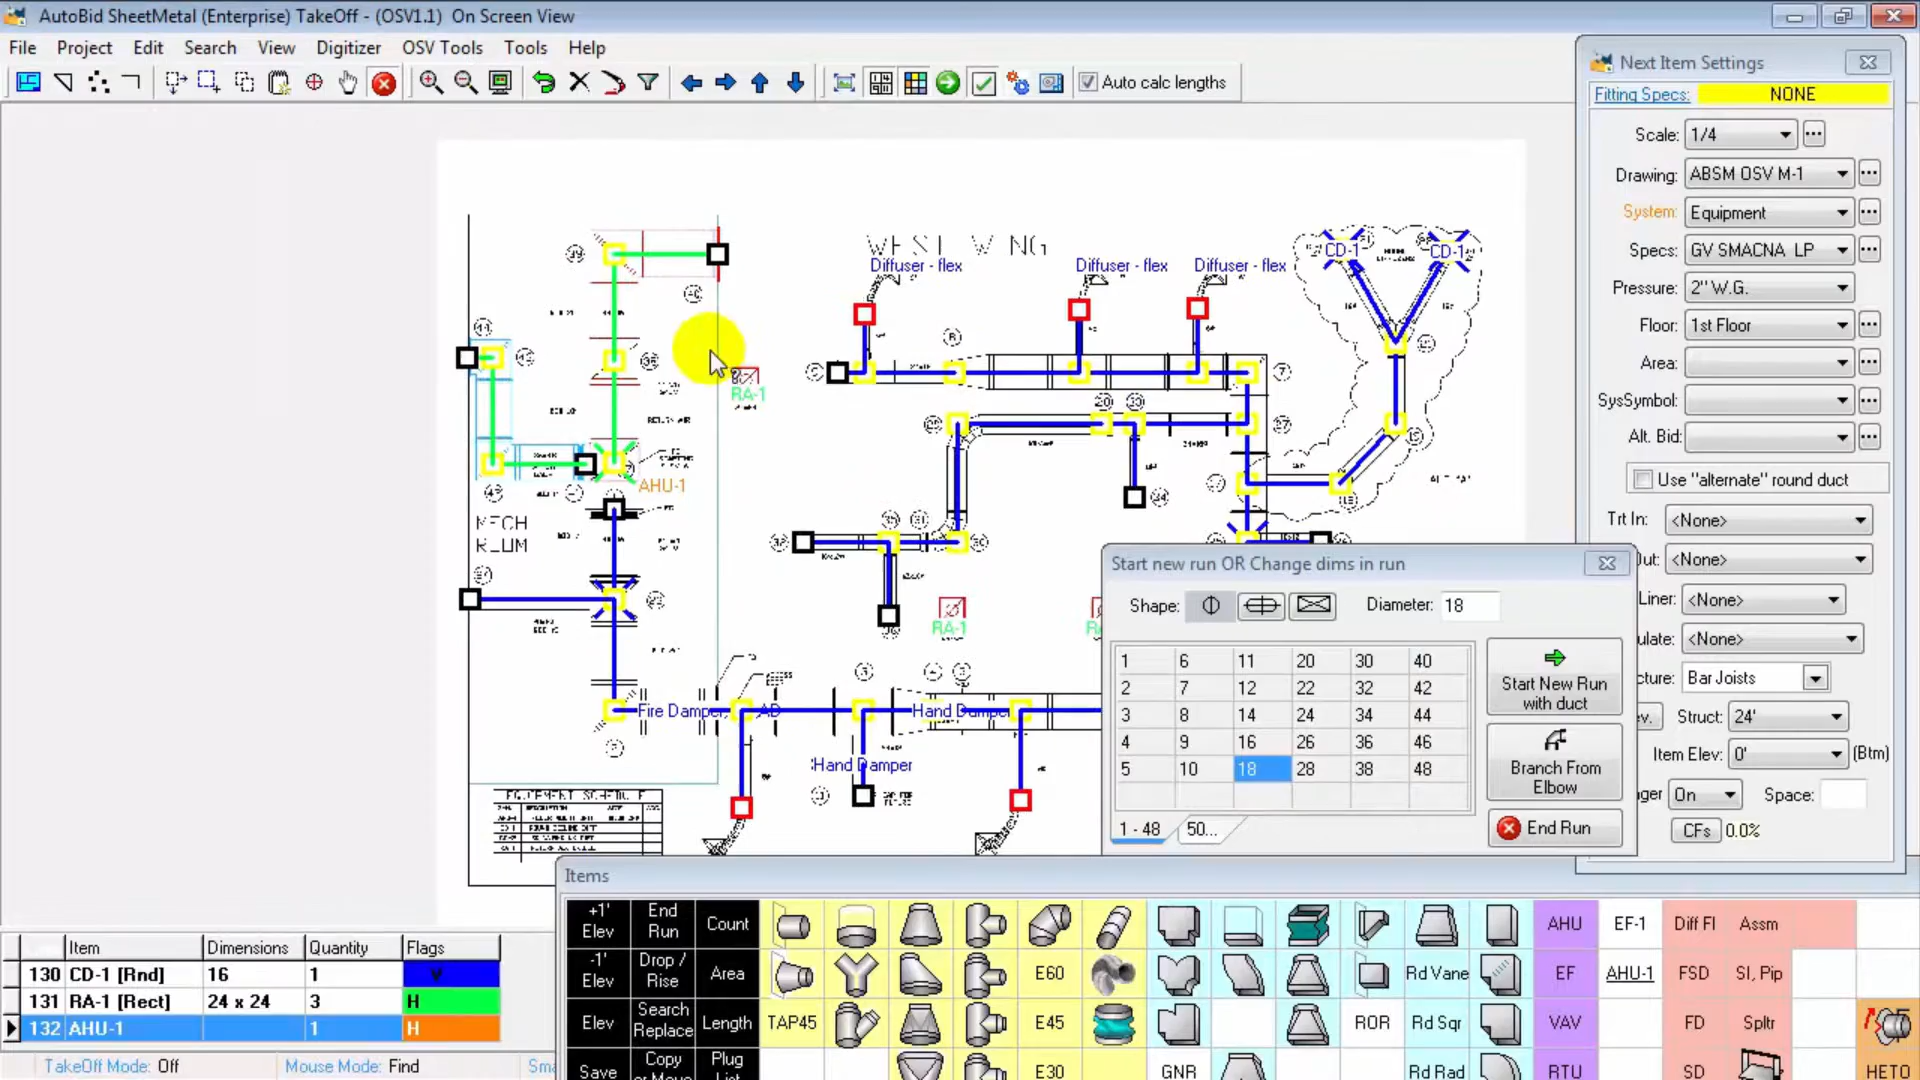 AutoBid SheetMetal (Enterprise) TakeOff - (OSV1.1)  On Screen View
File Project Edit Search View Digitizer OSV Tools Tools Help
Auto calc lengths
Next Item Settings
Fitting Specs: NONE
Scale: 1/4
Drawing: ABSM OSV M-1
System: Equipment
Specs: GV SMACNA LP
Pressure: 2" W.G.
Floor: 1st Floor
Area:
SysSymbol:
Alt. Bid:
Use "alternate" round duct
Trt In: <None>
Out: <None>
Liner: <None>
ulate: <None>
cture: Bar Joists
ev. Struct: 24'
Item Elev: 0' (Btm)
ger On Space:
CFs 0.0%
WEST WING
Diffuser - flex
Diffuser - flex
Diffuser - flex
CD-1
CD-1
RA-1
RETURN AIR
AHU-1
MECH
ROOM
RA-1
Fire Damper, AD
Hand Damper
Hand Damper
EQUIPMENT SCHEDULE
Start new run OR Change dims in run
Shape: Diameter: 18
1 6 11 20 30 40
2 7 12 22 32 42
3 8 14 24 34 44
4 9 16 26 36 46
5 10 18 28 38 48
1 - 48 50...
Start New Run
with duct
Branch From
Elbow
End Run
Items
+1' Elev End Run Count AHU EF-1 Diff Fl Assm
-1' Elev Drop / Rise Area E60 Rd Vane EF AHU-1 FSD Sl, Pip
Elev Search Replace Length TAP45 E45 ROR Rd Sqr VAV FD Spltr
Save Copy or Move Plug List E30 GNR Rd Rad RTU SD HETO
Item Dimensions Quantity Flags
130 CD-1 [Rnd] 16 1 V
131 RA-1 [Rect] 24 x 24 3 H
132 AHU-1 1 H
TakeOff Mode: Off Mouse Mode: Find Sm